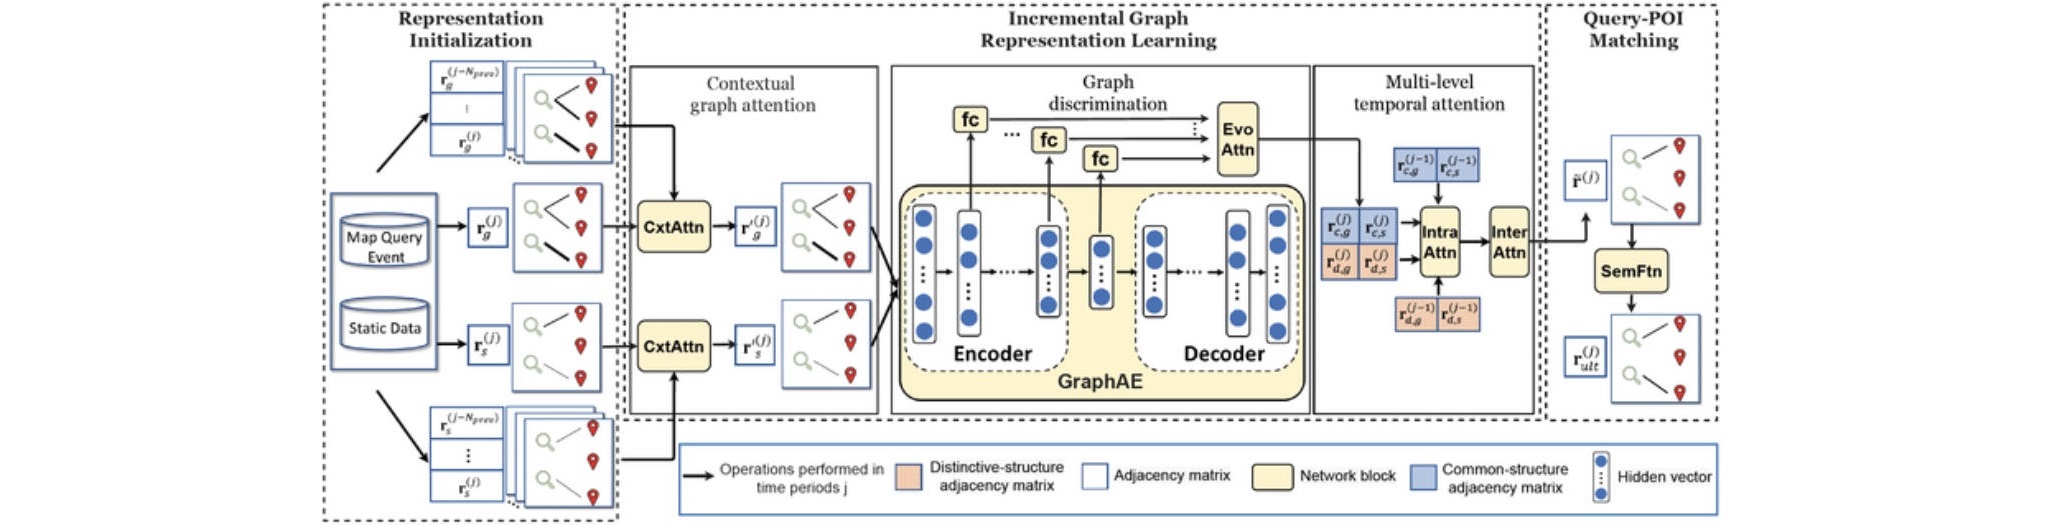 Representation
Initialization
Incremental Graph
Representation Learning
Query-POI
Matching
r_g^{(j-N_{prev})}
⋮
r_g^{(j)}
Map Query
Event
Static Data
r_g^{(j)}
r_s^{(j)}
r_s^{(j-N_{prev})}
⋮
r_s^{(j)}
Contextual
graph attention
CxtAttn
r'_g^{(j)}
CxtAttn
r'_s^{(j)}
Graph
discrimination
fc
...
fc
fc
Evo
Attn
Encoder
Decoder
GraphAE
Multi-level
temporal attention
r_{c,g}^{(j-1)} r_{c,s}^{(j-1)}
r_{c,g}^{(j)} r_{c,s}^{(j)}
r_{d,g}^{(j)} r_{d,s}^{(j)}
Intra
Attn
Inter
Attn
r_{d,g}^{(j-1)} r_{d,s}^{(j-1)}
r̃^{(j)}
SemFtn
r_{ult}^{(j)}
Operations performed in
time periods j
Distinctive-structure
adjacency matrix
Adjacency matrix
Network block
Common-structure
adjacency matrix
Hidden vector